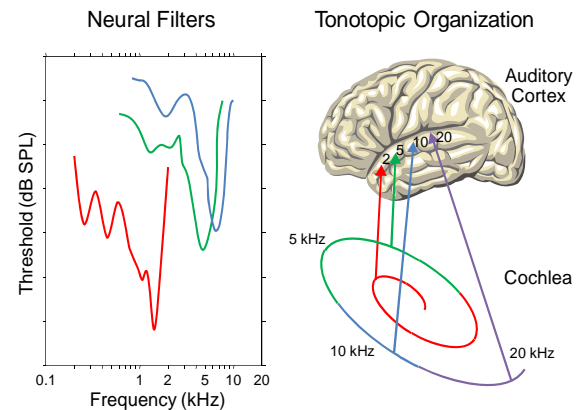 Neural Filters
Threshold (dB SPL)
0.1 1 2 5 10 20
Frequency (kHz)
Tonotopic Organization
Auditory
Cortex
2 5 10 20
5 kHz
Cochlea
10 kHz
20 kHz